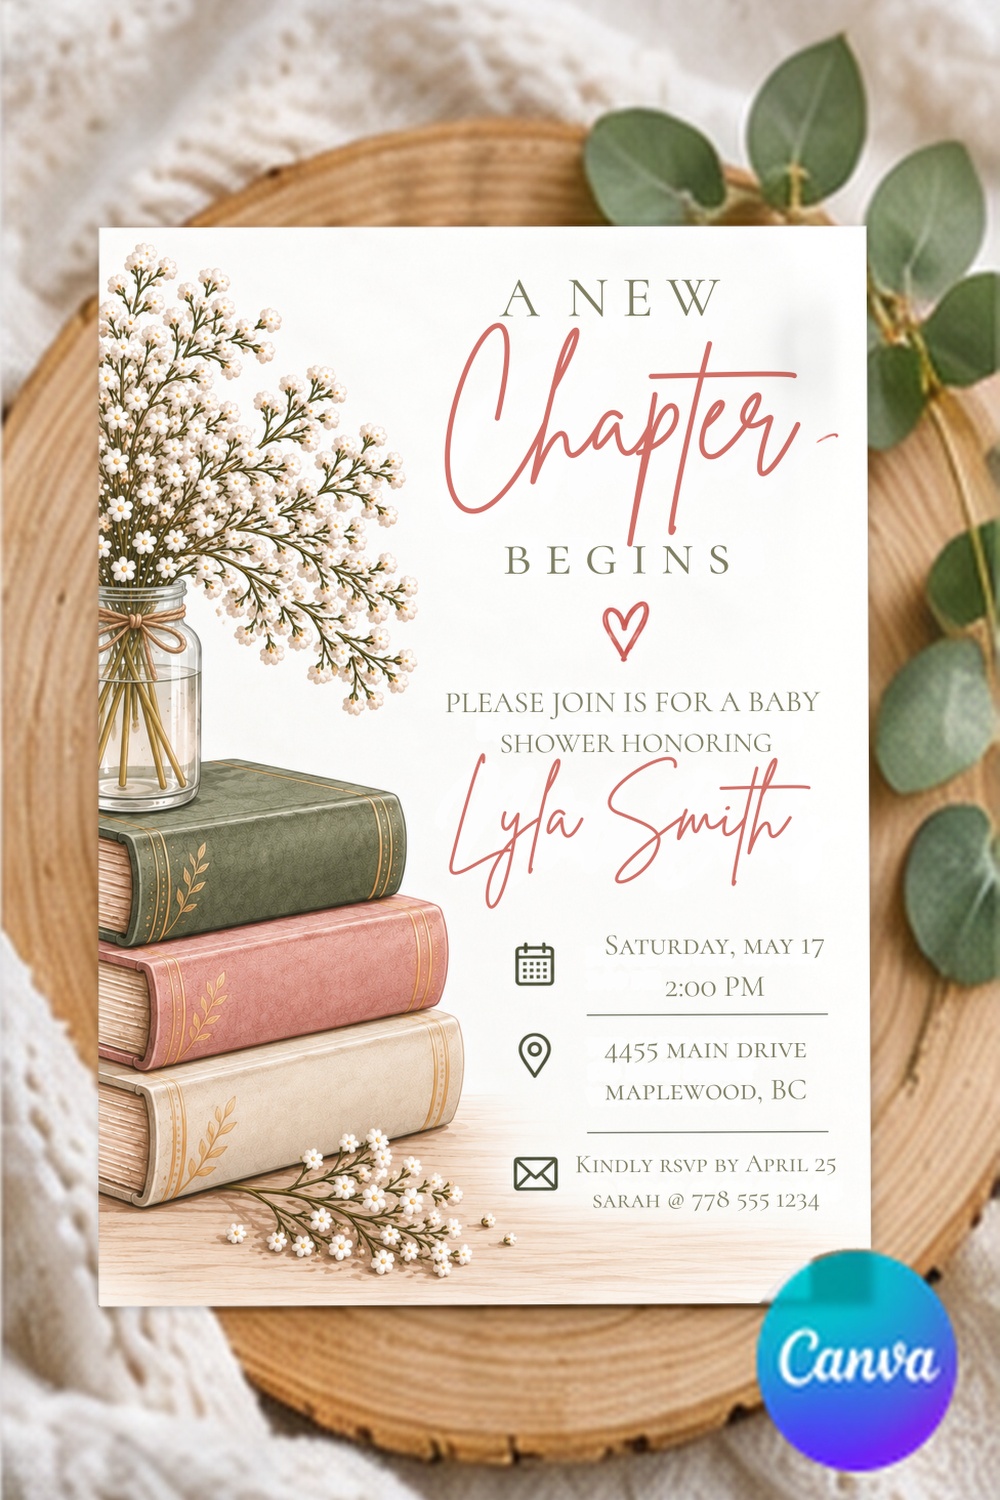 A NEW
Chapter
BEGINS
PLEASE JOIN IS FOR A BABY
SHOWER HONORING
Lyla Smith
SATURDAY, MAY 17
2:00 PM
4455 MAIN DRIVE
MAPLEWOOD, BC
KINDLY RSVP BY APRIL 25
SARAH @ 778 555 1234
Canva